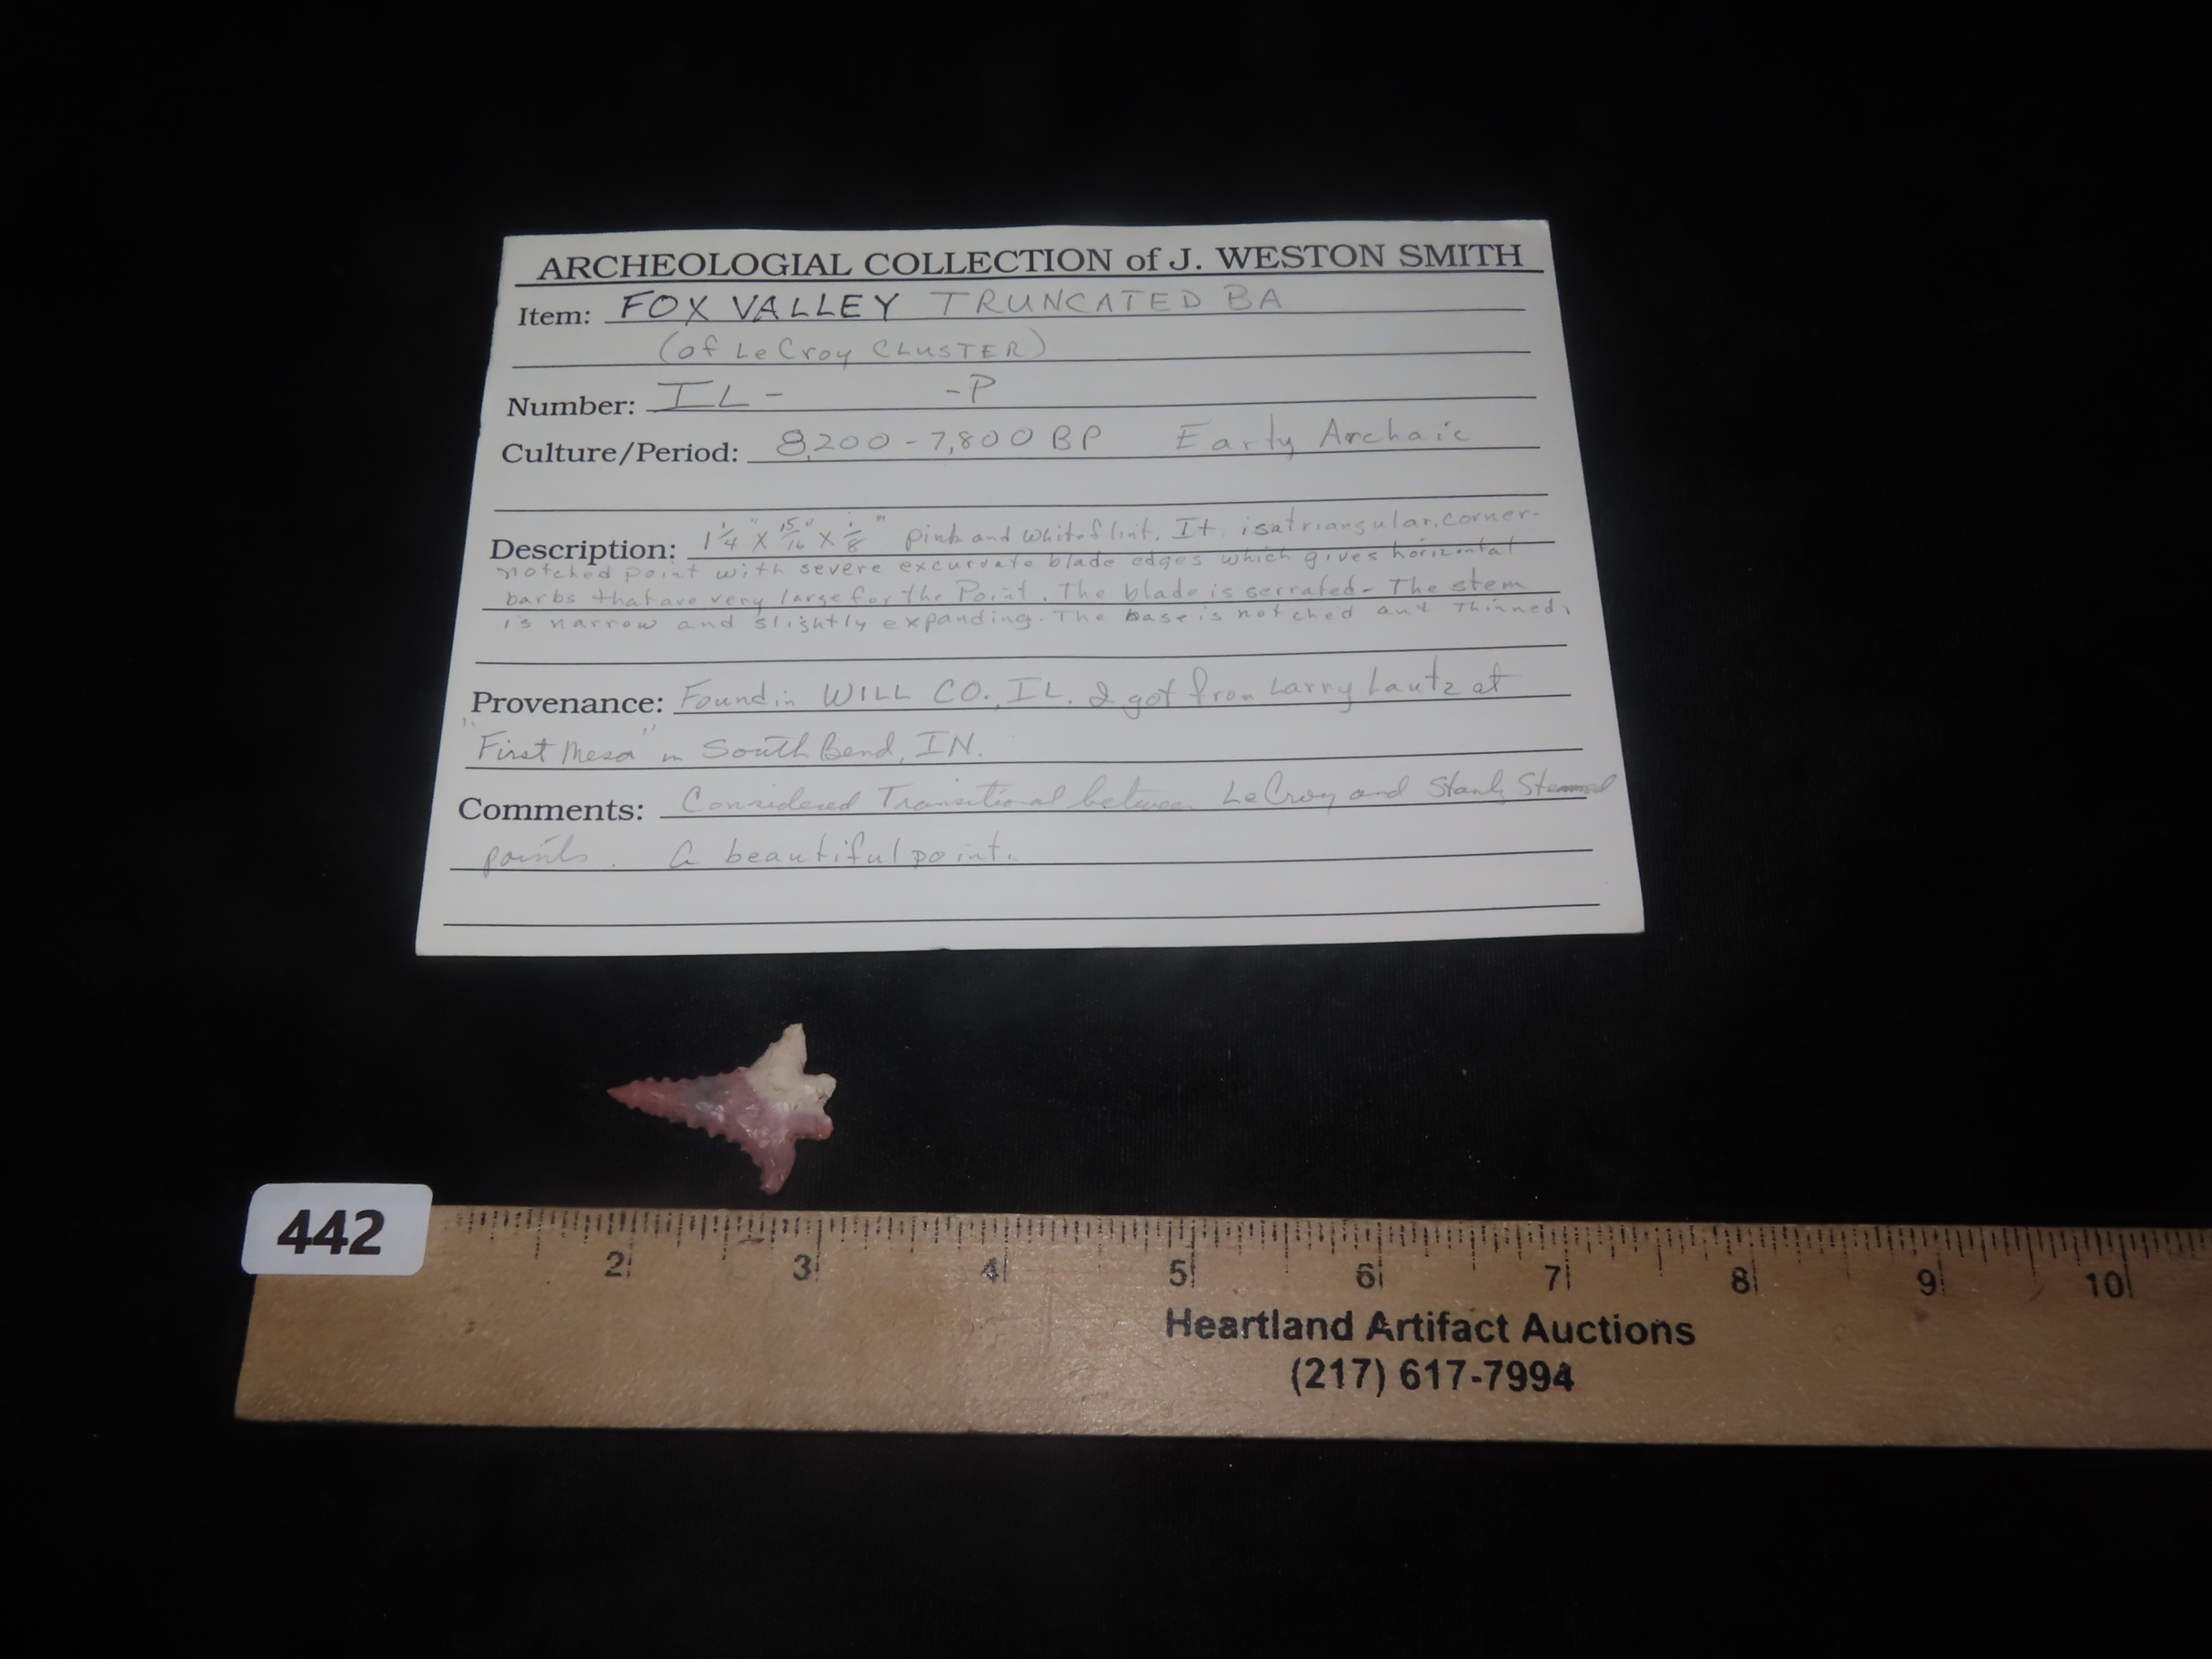 ARCHEOLOGIAL COLLECTION of J. WESTON SMITH
Item: FOX VALLEY TRUNCATED BA
(of LeCroy CLUSTER)
Number: IL- -P
Culture/Period: 8,200-7,800 BP Early Archaic
Description: 1 1/4" X 15/16" X 1/8" pink and white flint. It is a triangular, corner-
notched point with severe excurvate blade edges which gives horizontal
barbs that are very large for the Point. The blade is serrated- The stem
is narrow and slightly expanding. The base is notched and thinned.
Provenance: Found in WILL CO., IL. I got from Larry Lautz at
"First Mesa" in South Bend, IN.
Comments: Considered Transitional between LeCroy and Stanly Stemmed
points. A beautiful point.
442
2 3 4 5 6 7 8 9 10
Heartland Artifact Auctions
(217) 617-7994